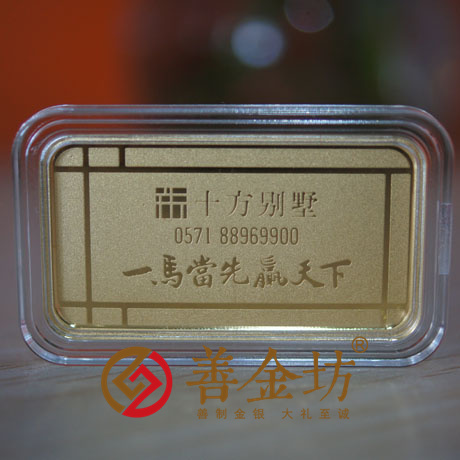 十方别墅
0571 88969900
一馬當先贏天下
善金坊®
善制金银 大礼至诚